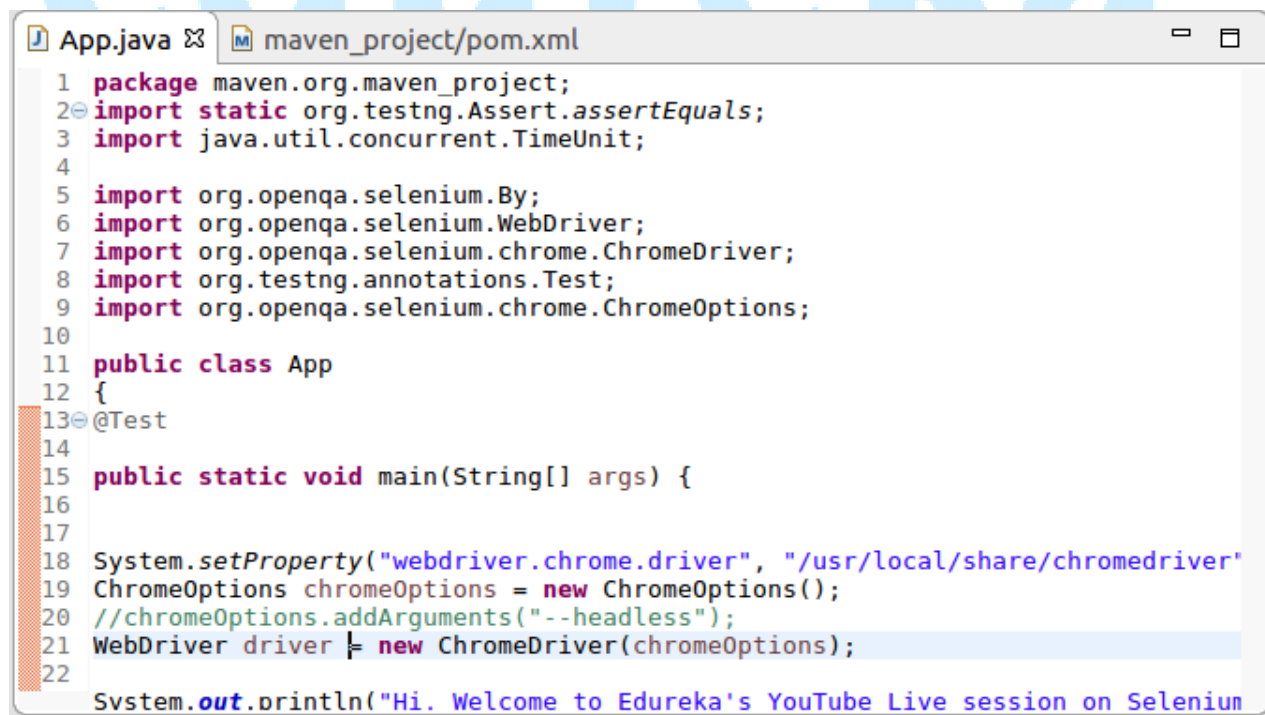 App.java maven_project/pom.xml
1 package maven.org.maven_project;
2 import static org.testng.Assert.assertEquals;
3 import java.util.concurrent.TimeUnit;
4
5 import org.openqa.selenium.By;
6 import org.openqa.selenium.WebDriver;
7 import org.openqa.selenium.chrome.ChromeDriver;
8 import org.testng.annotations.Test;
9 import org.openqa.selenium.chrome.ChromeOptions;
10
11 public class App
12 {
13 @Test
14
15 public static void main(String[] args) {
16
17
18 System.setProperty("webdriver.chrome.driver", "/usr/local/share/chromedriver"
19 ChromeOptions chromeOptions = new ChromeOptions();
20 //chromeOptions.addArguments("--headless");
21 WebDriver driver = new ChromeDriver(chromeOptions);
22
System.out.println("Hi. Welcome to Edureka's YouTube Live session on Selenium